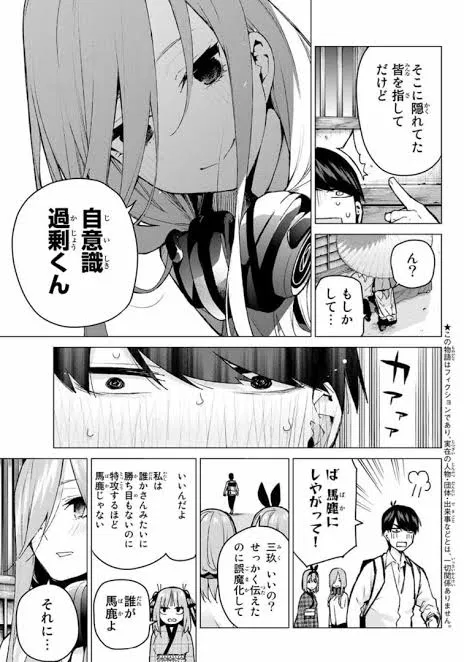 そこに隠れてた
皆を指して
だけど
ん？
もしか
して…
自意識
過剰くん
カアァァ
ば　馬鹿に
しやがって！
三玖　いいの？
せっかく伝えた
のに誤魔化して
いいんだよ
私は
誰かさんみたいに
勝ち目もないのに
特攻するほど
馬鹿じゃない
誰が
馬鹿よ
それに…
★この物語はフィクションであり、実在の人物・団体・出来事などとは、一切関係ありません。